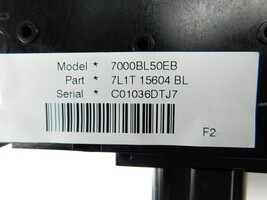 Model * 7000BL50EB
Part * 7L1T 15604 BL
Serial * C01036DTJ7
F2